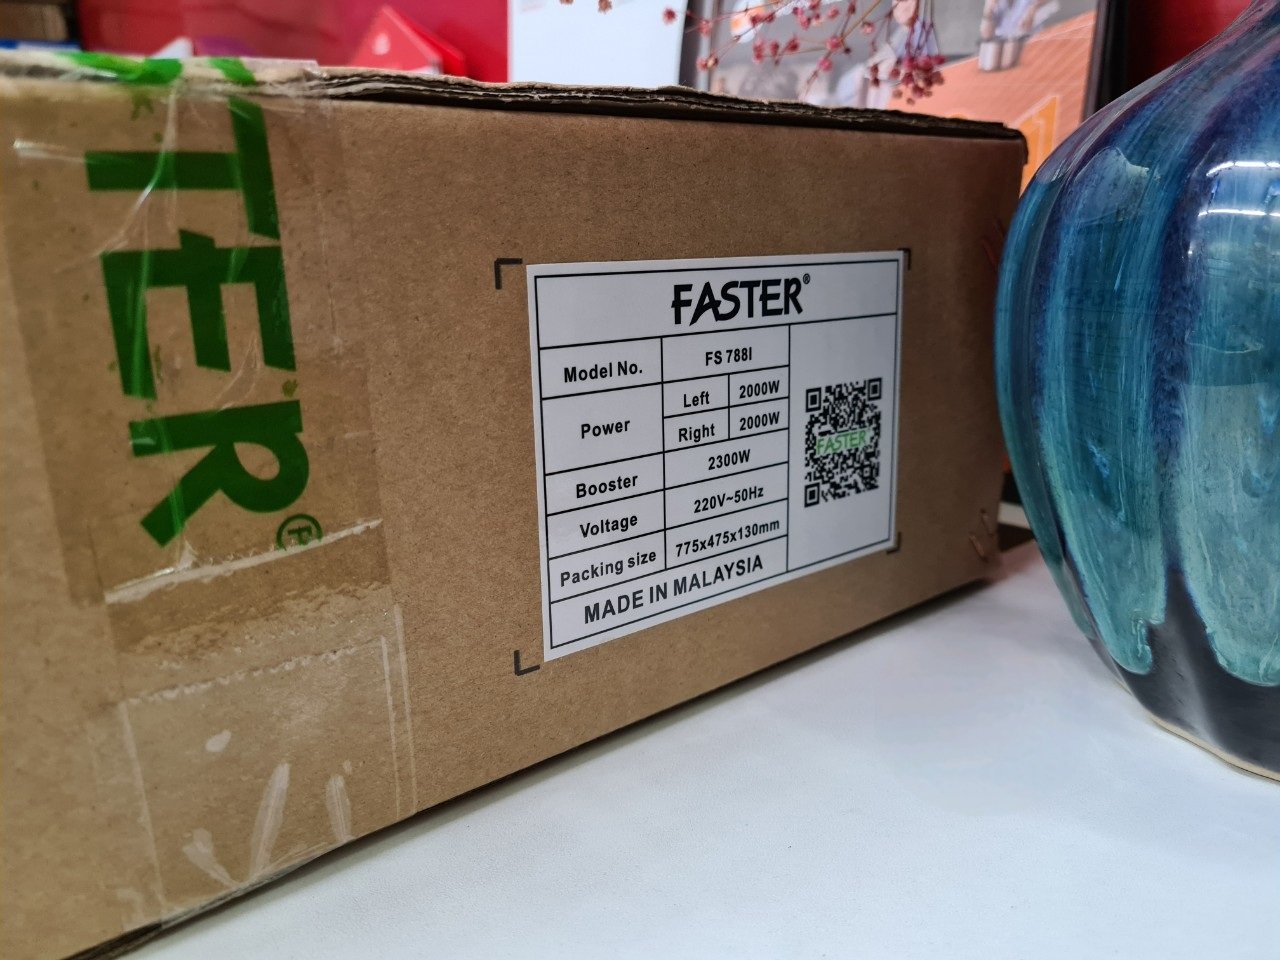 TER®
FASTER®
Model No. FS 788I
Power Left 2000W
Right 2000W
Booster 2300W
Voltage 220V~50Hz
Packing size 775x475x130mm
MADE IN MALAYSIA
FASTER